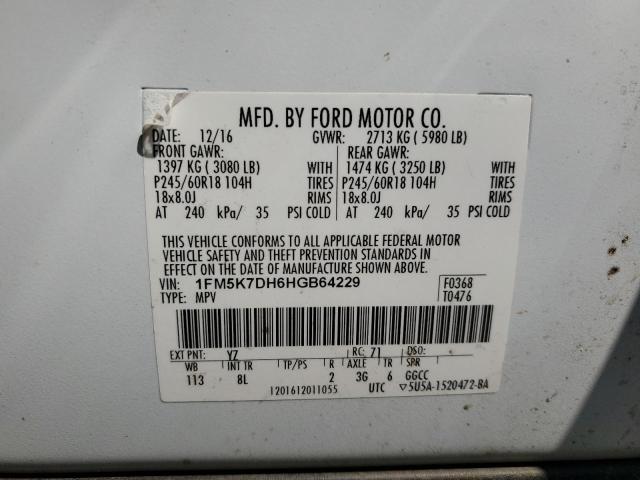 MFD. BY FORD MOTOR CO.
DATE: 12/16 GVWR: 2713 KG ( 5980 LB)
FRONT GAWR: REAR GAWR:
1397 KG ( 3080 LB) WITH 1474 KG ( 3250 LB) WITH
P245/60R18 104H TIRES P245/60R18 104H TIRES
18x8.0J RIMS 18x8.0J RIMS
AT 240 kPa/ 35 PSI COLD AT 240 kPa/ 35 PSI COLD
THIS VEHICLE CONFORMS TO ALL APPLICABLE FEDERAL MOTOR
VEHICLE SAFETY AND THEFT PREVENTION STANDARDS IN
EFFECT ON THE DATE OF MANUFACTURE SHOWN ABOVE.
VIN: 1FM5K7DH6HGB64229 F0368
TYPE: MPV T0476
EXT PNT: YZ RC: 71 DSO:
WB INT TR TP/PS R AXLE TR SPR
113 8L 2 3G 6 GGCC
1201612011055 UTC ▽5U5A-1520472-BA